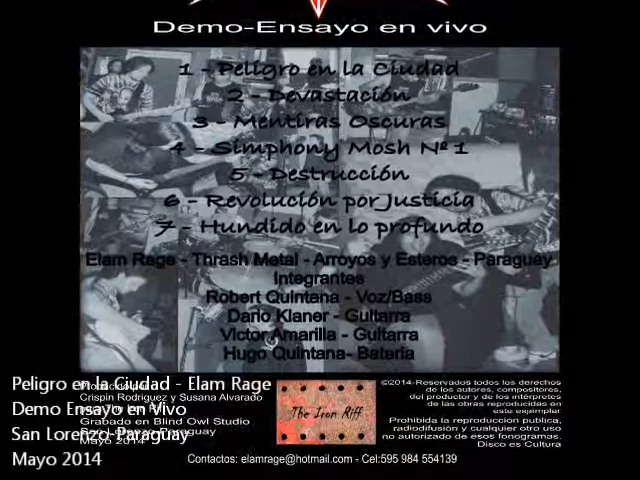 Demo-Ensayo en vivo
1 - Peligro en la Ciudad
2 - Devastación
3 - Mentiras Oscuras
4 - Simphony Mosh Nº 1
5 - Destrucción
6 - Revolución por Justicia
7 - Hundido en lo profundo
Elam Rage - Thrash Metal - Arroyos y Esteros - Paraguay
Integrantes
Robert Quintana - Voz/Bass
Dario Klaner - Guitarra
Victor Amarilla - Guitarra
Hugo Quintana- Bateria
Peligro en la Ciudad - Elam Rage
Demo Ensayo en Vivo
San Lorenzo-Paraguay
Mayo 2014
Crispin Rodriguez y Susana Alvarado
Grabado en Blind Owl Studio
Mayo 2014
The Iron Riff
©2014-Reservados todos los derechos
de los autores, compositores,
del productor y de los intérpretes
de las obras reproducidas en
este exemplar
Prohibida la reproducción publica,
radiodifusión y cualquier otro uso
no autorizado de esos fonogramas.
Disco es Cultura
Contactos: elamrage@hotmail.com - Cel:595 984 554139